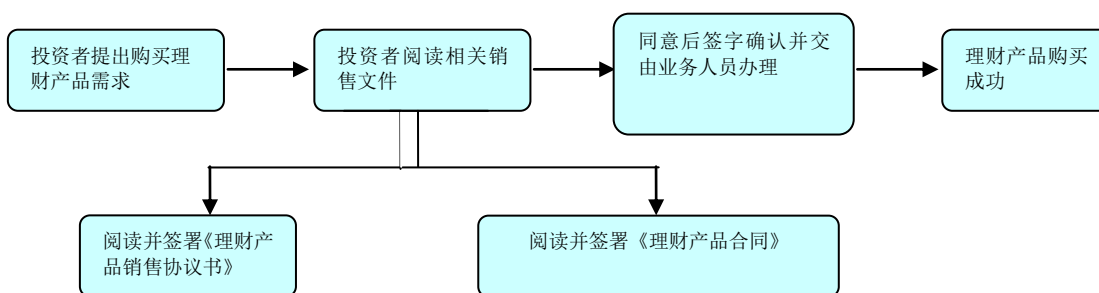 投资者提出购买理
财产品需求
投资者阅读相关销
售文件
同意后签字确认并交
由业务人员办理
理财产品购买
成功
阅读并签署《理财产
品销售协议书》
阅读并签署《理财产品合同》